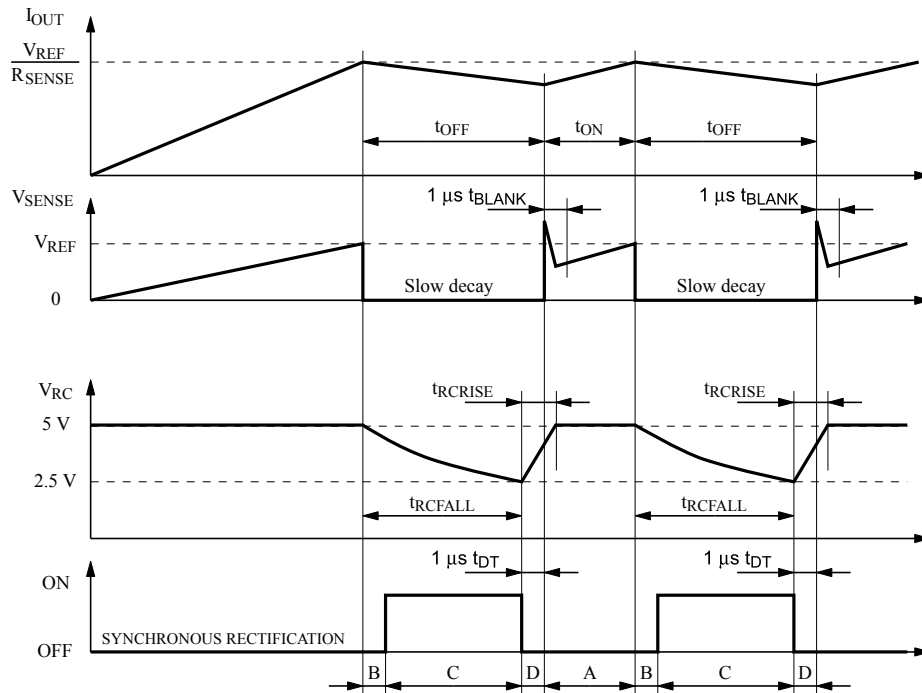 IOUT
VREF
RSENSE
tOFF tON tOFF
VSENSE
1 μs tBLANK 1 μs tBLANK
VREF
Slow decay Slow decay
0
VRC
tRCRISE tRCRISE
5 V
2.5 V
tRCFALL tRCFALL
1 μs tDT 1 μs tDT
ON
SYNCHRONOUS RECTIFICATION
OFF
B C D A B C D